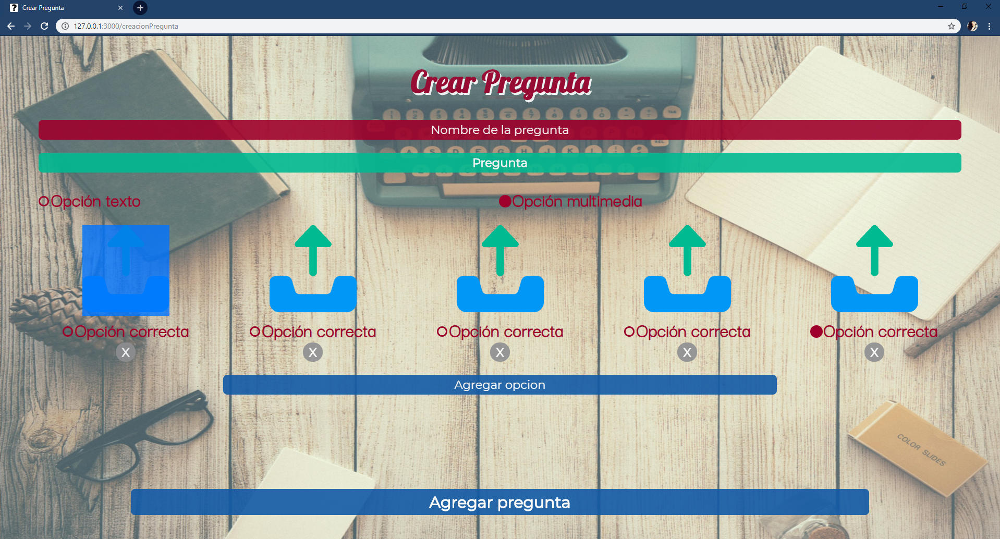 Crear Pregunta
127.0.0.1:3000/creacionPregunta
Crear Pregunta
Nombre de la pregunta
Pregunta
Opción texto
Opción multimedia
Opción correcta Opción correcta Opción correcta Opción correcta Opción correcta
X X X X X
Agregar opcion
COLOR SLIDES
Agregar pregunta